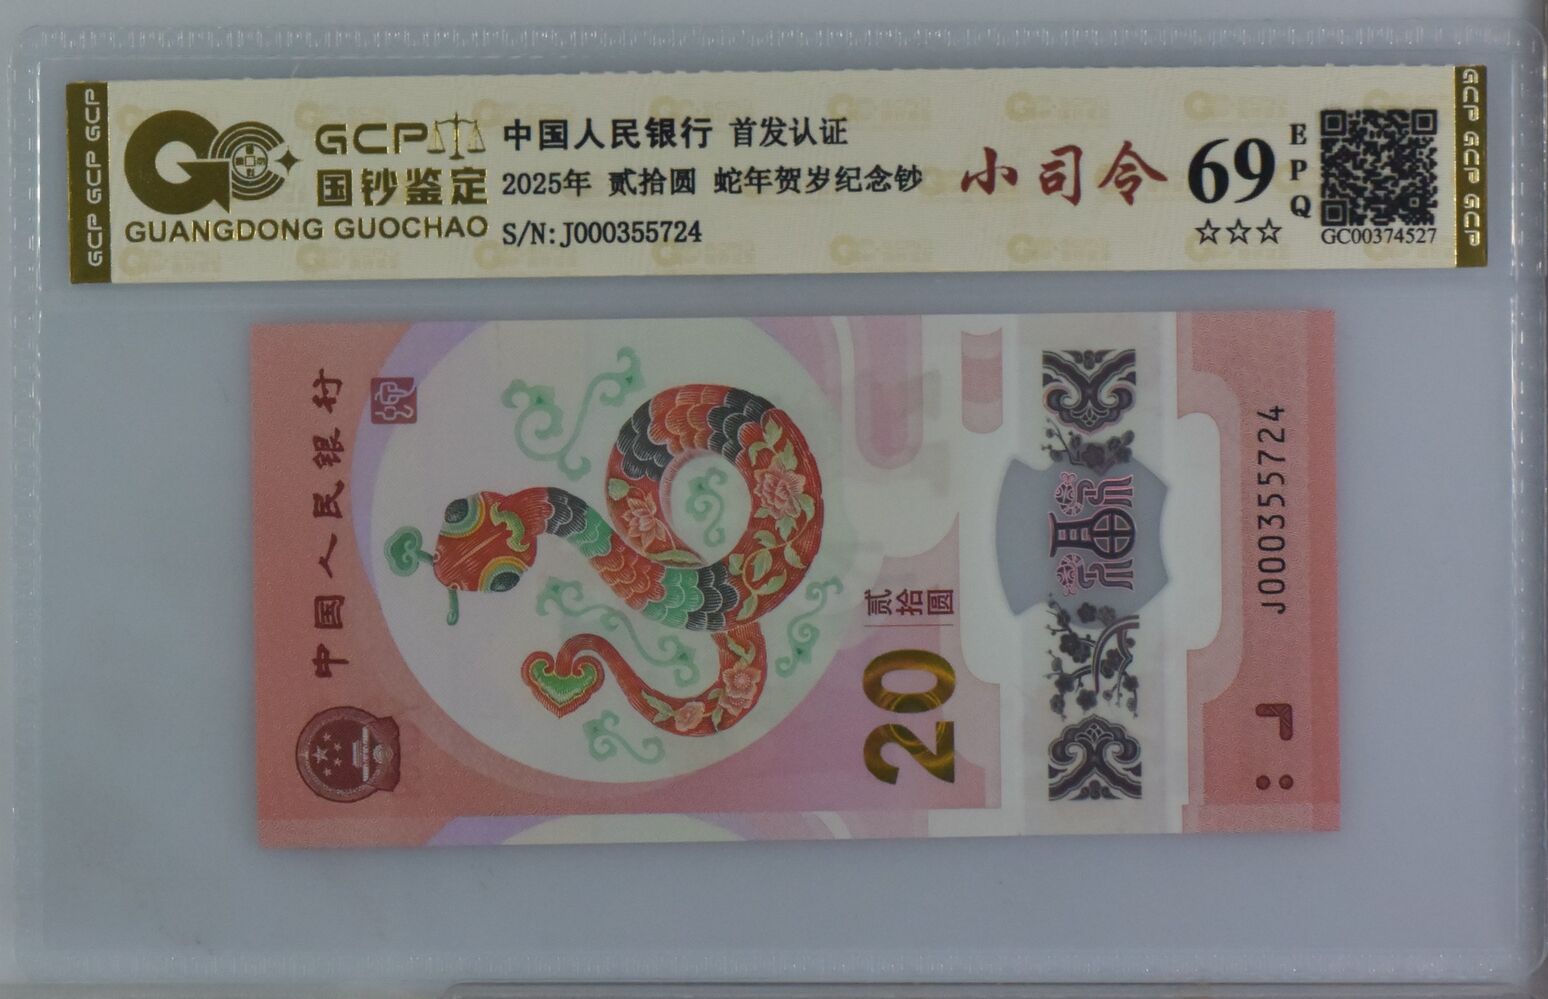 GCP GCP GCP
GCP
国钞鉴定
GUANGDONG GUOCHAO
中国人民银行 首发认证
2025年 贰拾圆 蛇年贺岁纪念钞
S/N:J000355724
小司令
69
EPQ
☆☆☆
GC00374527
GCP GCP GCP
中国人民银行
贰拾圆
20
J000355724